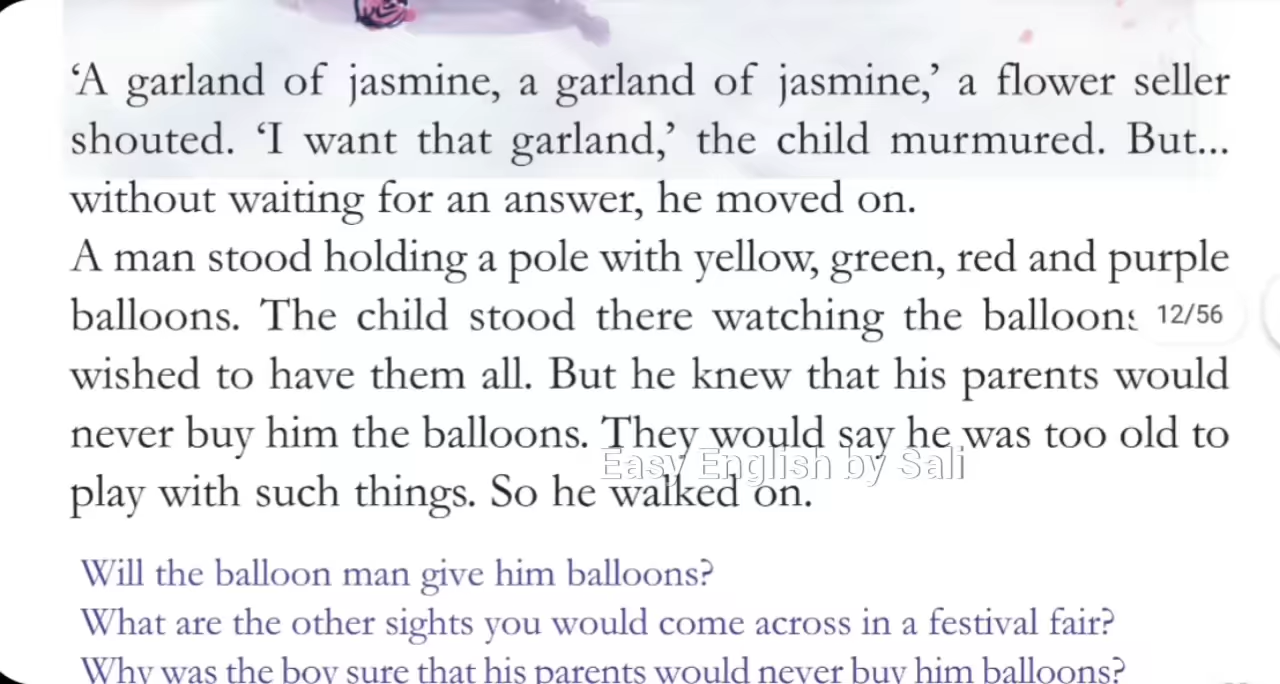 ‘A garland of jasmine, a garland of jasmine,’ a flower seller
shouted. ‘I want that garland,’ the child murmured. But...
without waiting for an answer, he moved on.
A man stood holding a pole with yellow, green, red and purple
balloons. The child stood there watching the balloons 12/56
wished to have them all. But he knew that his parents would
never buy him the balloons. They would say he was too old to
Easy English by Sali
play with such things. So he walked on.
Will the balloon man give him balloons?
What are the other sights you would come across in a festival fair?
Why was the boy sure that his parents would never buy him balloons?